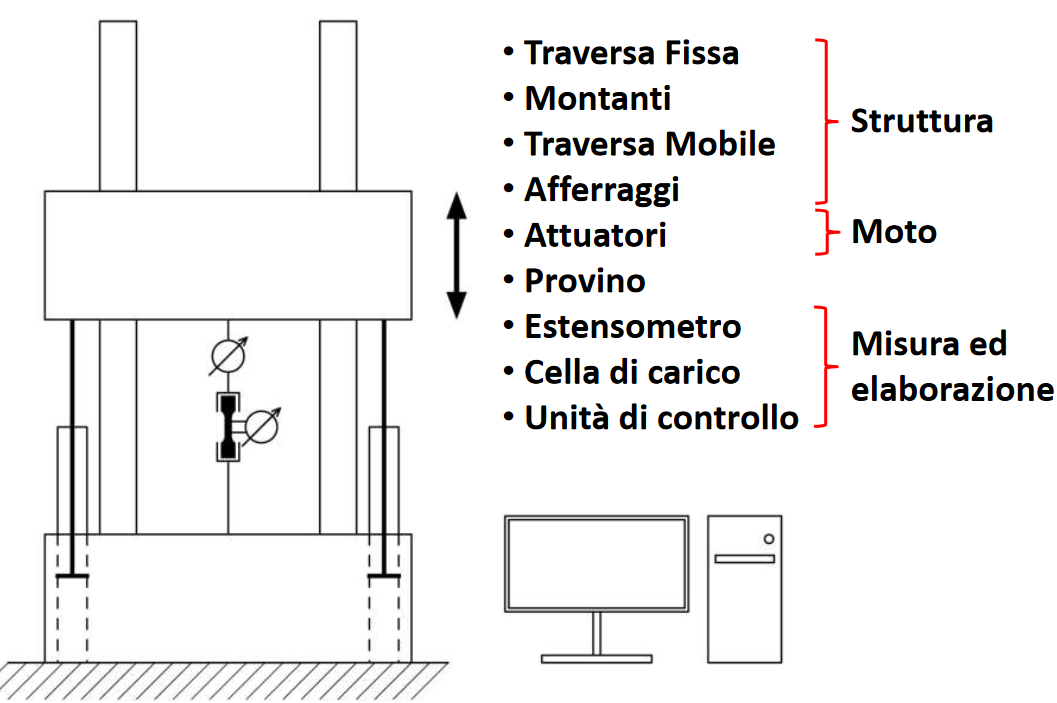 • Traversa Fissa
• Montanti
• Traversa Mobile
• Afferraggi
• Attuatori
• Provino
• Estensometro
• Cella di carico
• Unità di controllo
Struttura
Moto
Misura ed
elaborazione